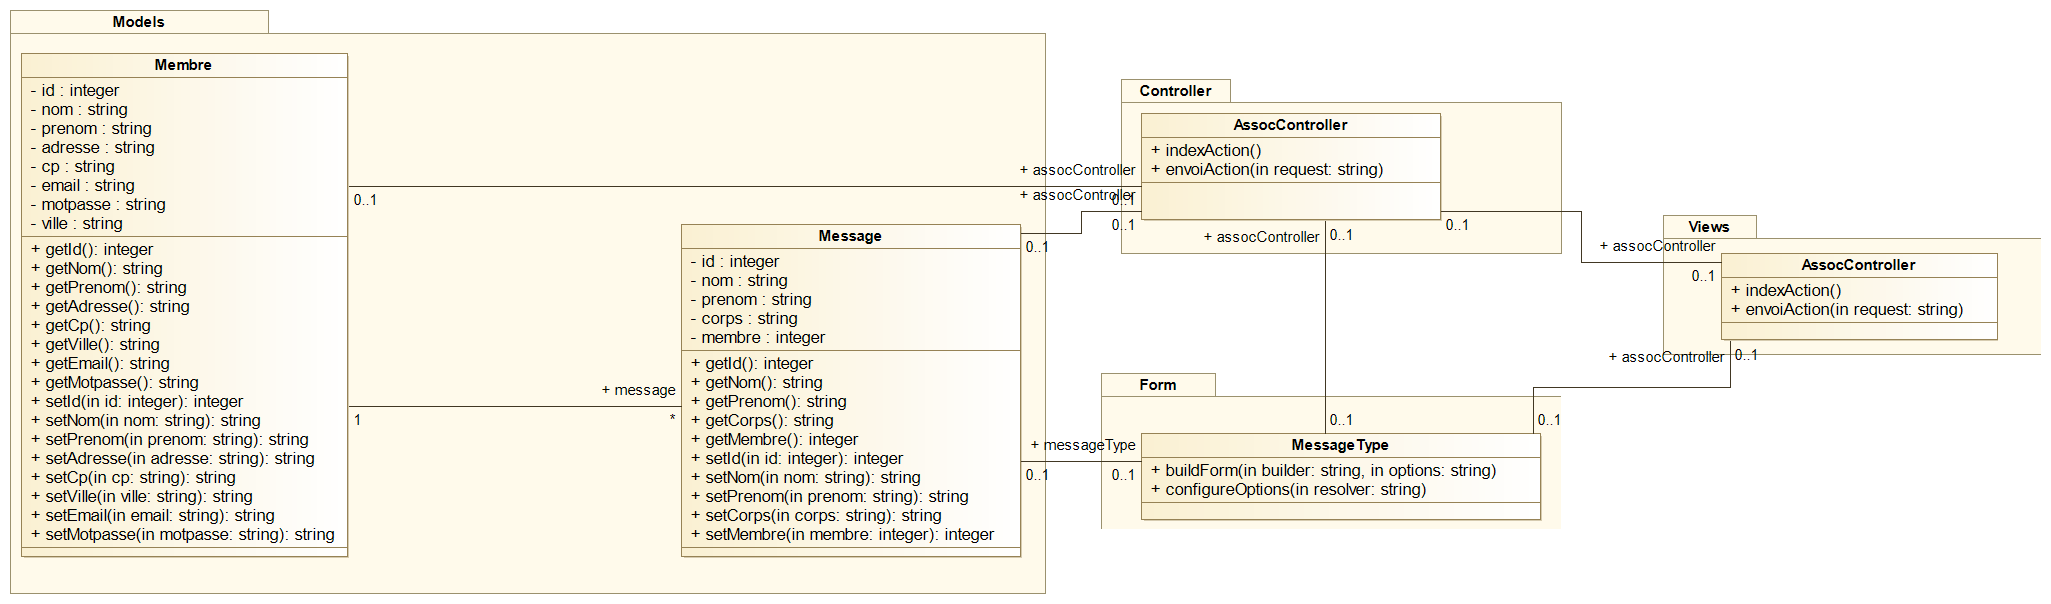 Models
Membre
- id : integer
- nom : string
- prenom : string
- adresse : string
- cp : string
- email : string
- motpasse : string
- ville : string
+ getId(): integer
+ getNom(): string
+ getPrenom(): string
+ getAdresse(): string
+ getCp(): string
+ getVille(): string
+ getEmail(): string
+ getMotpasse(): string
+ setId(in id: integer): integer
+ setNom(in nom: string): string
+ setPrenom(in prenom: string): string
+ setAdresse(in adresse: string): string
+ setCp(in cp: string): string
+ setVille(in ville: string): string
+ setEmail(in email: string): string
+ setMotpasse(in motpasse: string): string
0..1
1
+ message
*
Message
- id : integer
- nom : string
- prenom : string
- corps : string
- membre : integer
+ getId(): integer
+ getNom(): string
+ getPrenom(): string
+ getCorps(): string
+ getMembre(): integer
+ setId(in id: integer): integer
+ setNom(in nom: string): string
+ setPrenom(in prenom: string): string
+ setCorps(in corps: string): string
+ setMembre(in membre: integer): integer
+ assocController
+ assocController
0..1
0..1
0..1
Controller
AssocController
+ indexAction()
+ envoiAction(in request: string)
+ assocController
0..1
0..1
+ assocController
0..1
Views
AssocController
+ indexAction()
+ envoiAction(in request: string)
+ assocController
0..1
Form
0..1
0..1
+ messageType
0..1
0..1
MessageType
+ buildForm(in builder: string, in options: string)
+ configureOptions(in resolver: string)